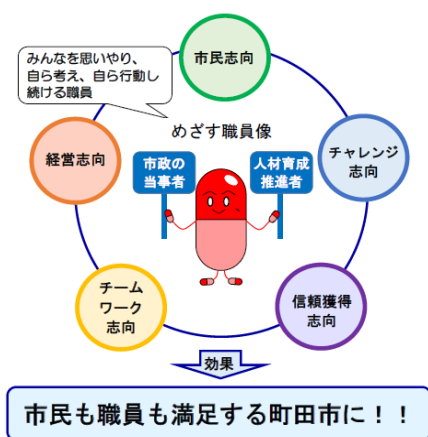 みんなを思いやり、
自ら考え、自ら行動し
続ける職員
市民志向
めざす職員像
経営志向
市政の
当事者
人材育成
推進者
チャレンジ
志向
チーム
ワーク
志向
信頼獲得
志向
効果
市民も職員も満足する町田市に！！